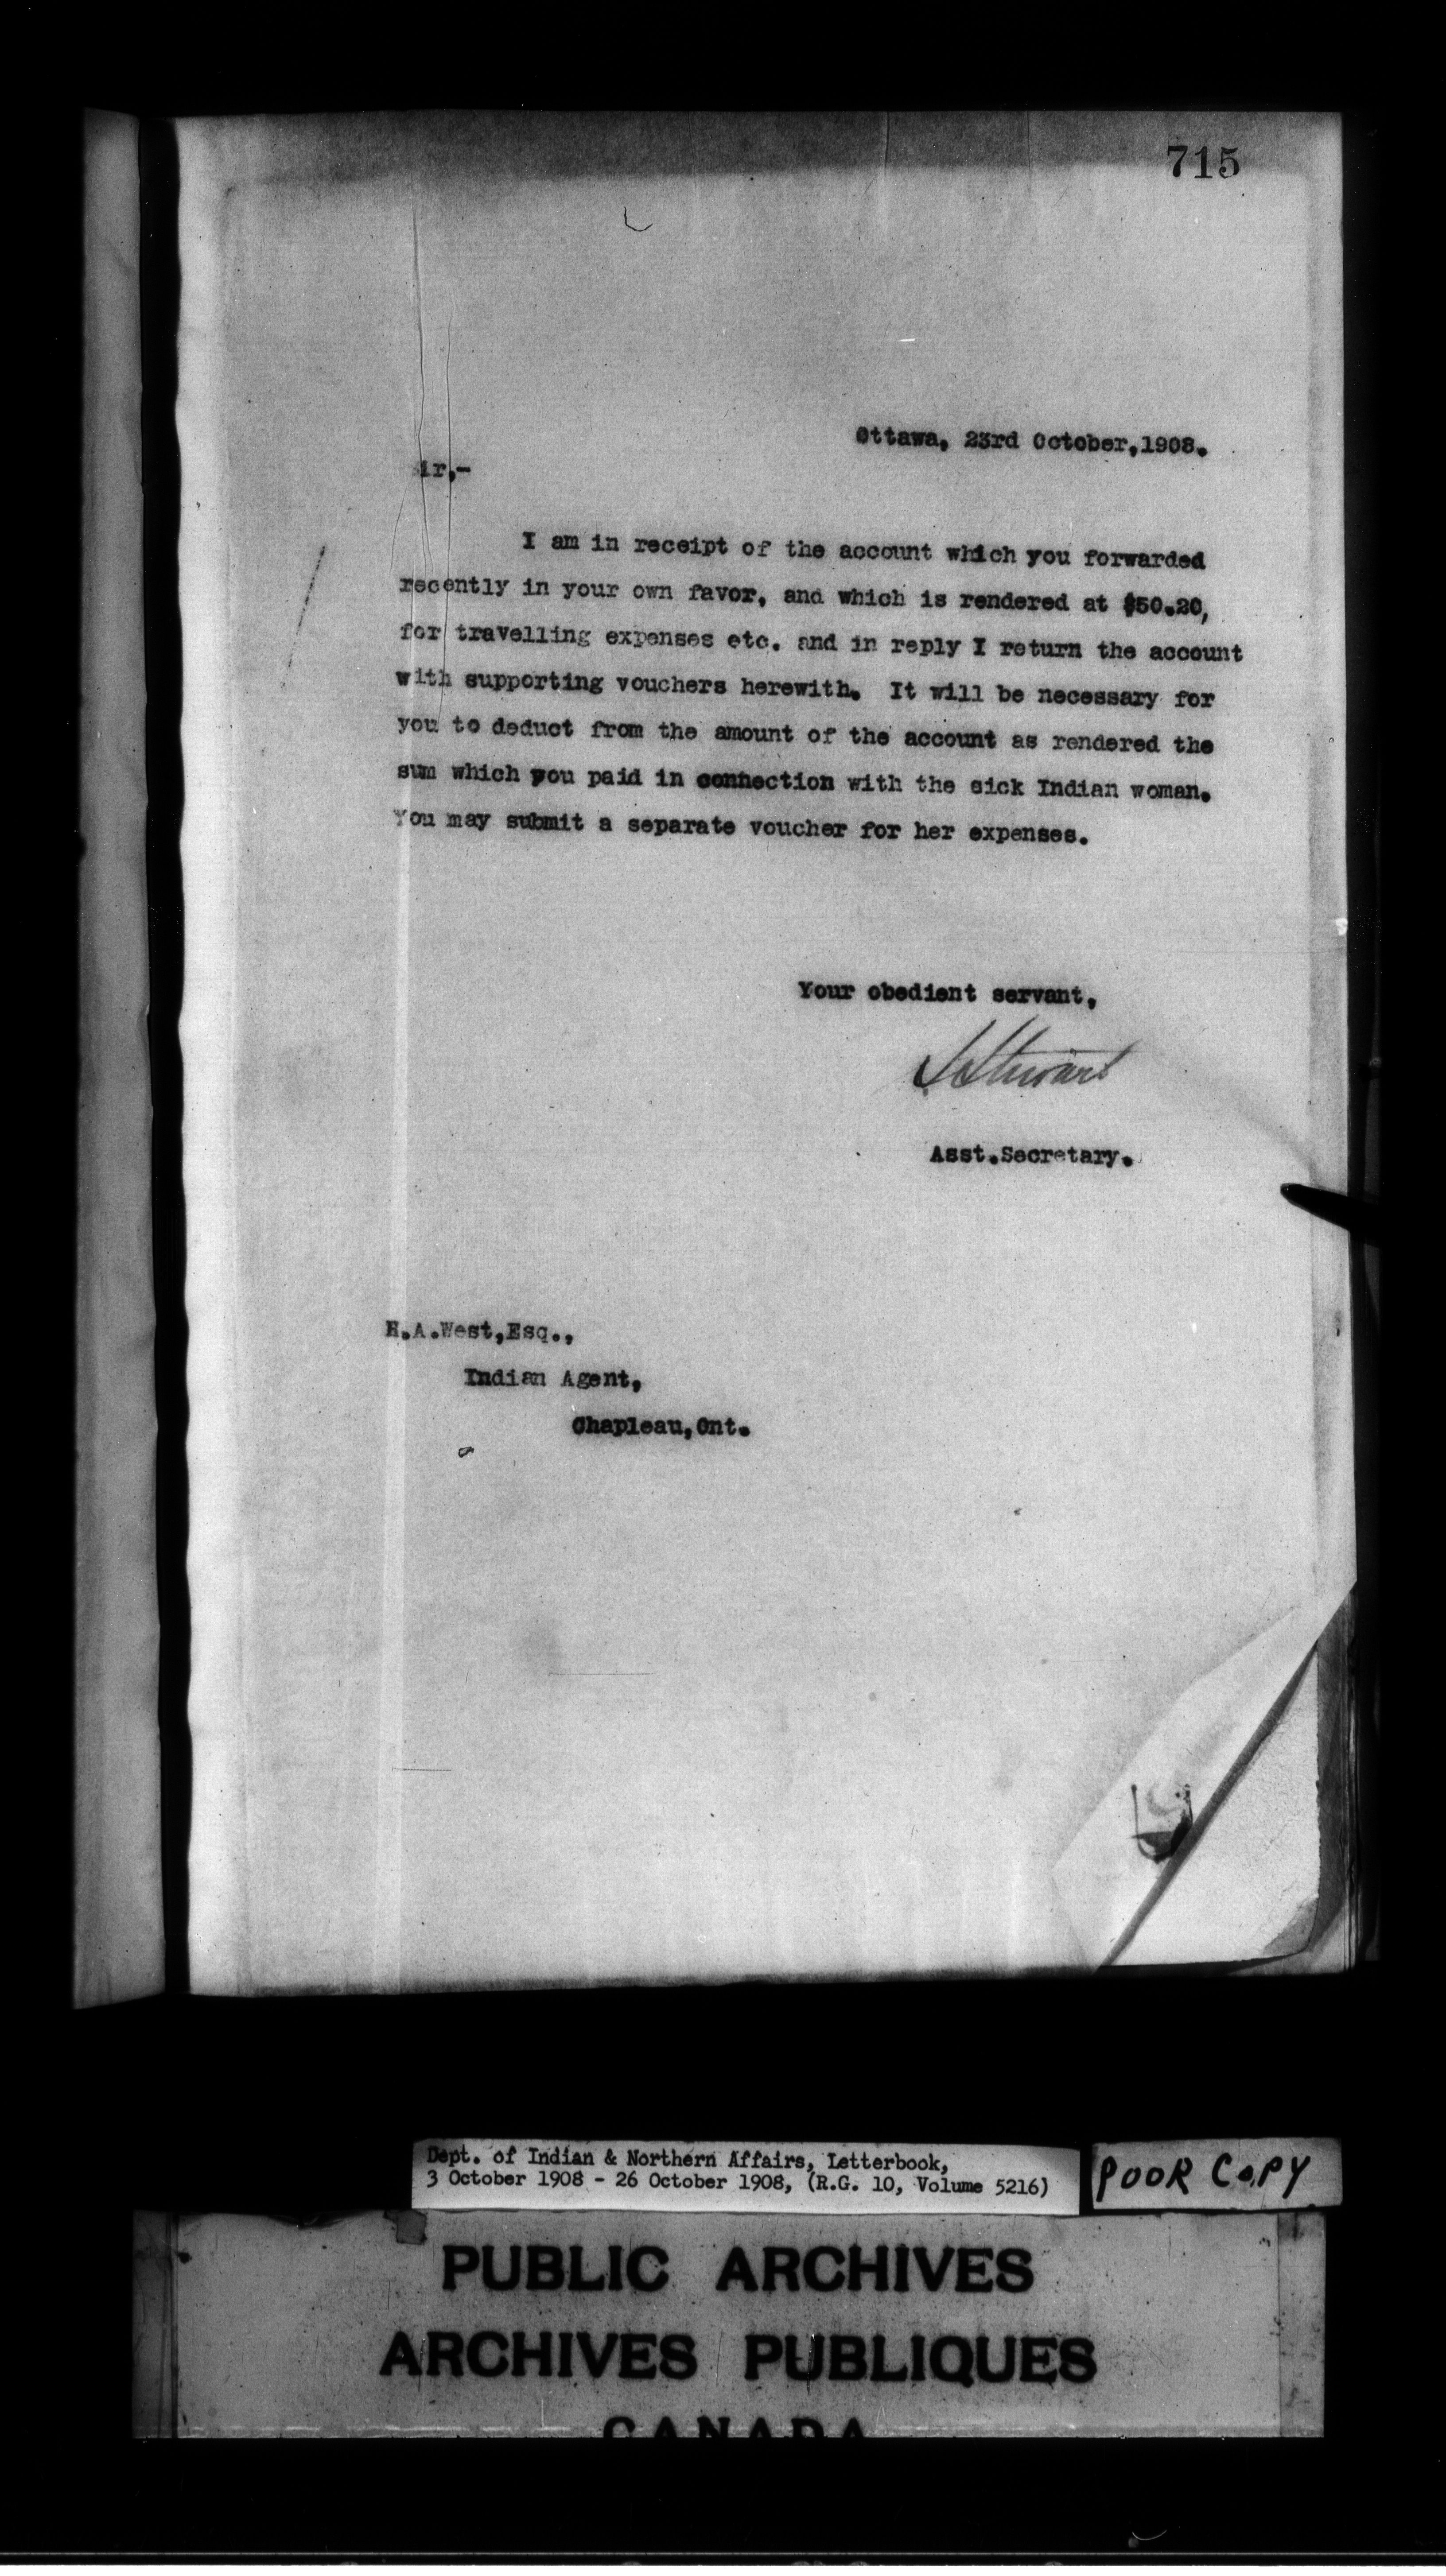 715
Ottawa, 23rd October,1908.
Sir,-
I am in receipt of the account which you forwarded
recently in your own favor, and which is rendered at $50.20,
for travelling expenses etc. and in reply I return the account
with supporting vouchers herewith. It will be necessary for
you to deduct from the amount of the account as rendered the
sum which you paid in connection with the sick Indian woman.
You may submit a separate voucher for her expenses.
Your obedient servant,
Stewart
Asst.Secretary.
H.A.West,Esq.,
Indian Agent,
Chapleau,Ont.
Dept. of Indian & Northern Affairs, Letterbook,
3 October 1908 - 26 October 1908, (R.G. 10, Volume 5216)
POOR COPY
PUBLIC ARCHIVES
ARCHIVES PUBLIQUES
CANADA